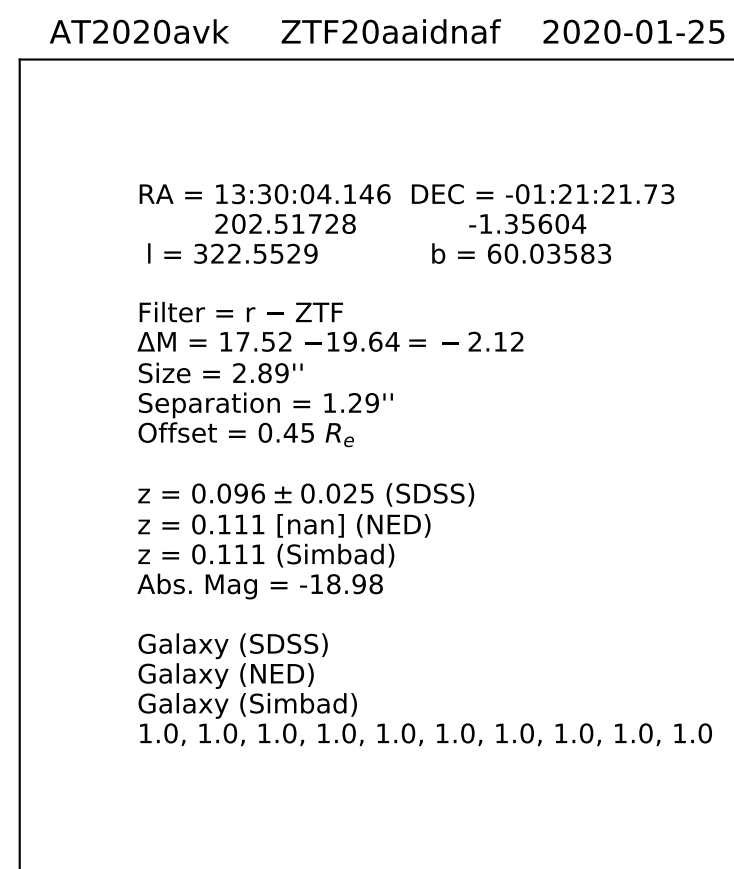 AT2020avk ZTF20aaidnaf 2020-01-25
RA = 13:30:04.146 DEC = -01:21:21.73
202.51728 -1.35604
l = 322.5529 b = 60.03583
Filter = r − ZTF
ΔM = 17.52 −19.64 = − 2.12
Size = 2.89''
Separation = 1.29''
Offset = 0.45 Rₑ
z = 0.096 ± 0.025 (SDSS)
z = 0.111 [nan] (NED)
z = 0.111 (Simbad)
Abs. Mag = -18.98
Galaxy (SDSS)
Galaxy (NED)
Galaxy (Simbad)
1.0, 1.0, 1.0, 1.0, 1.0, 1.0, 1.0, 1.0, 1.0, 1.0